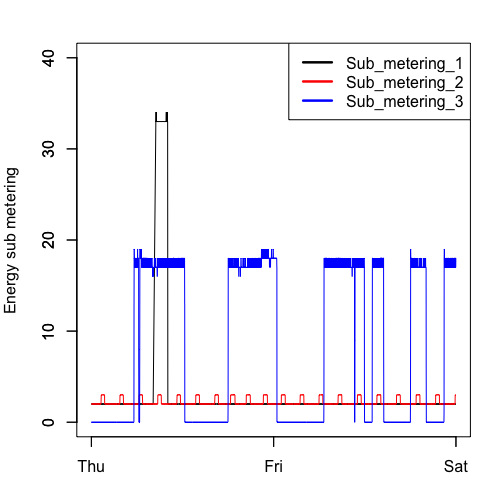 Sub_metering_1
Sub_metering_2
Sub_metering_3
Energy sub metering
40
30
20
10
0
Thu Fri Sat